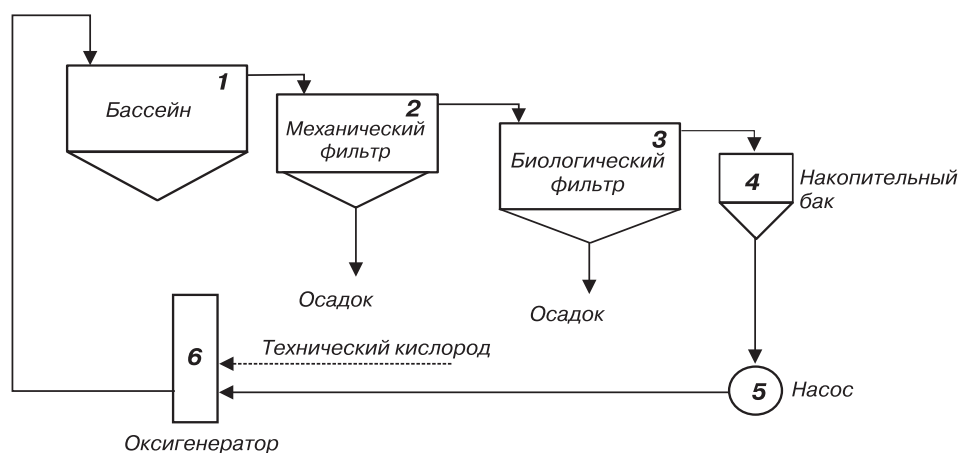 1
Бассейн
2
Механический
фильтр
3
Биологический
фильтр
4
Накопительный
бак
Осадок
Осадок
6
Технический кислород
5
Насос
Оксигенератор